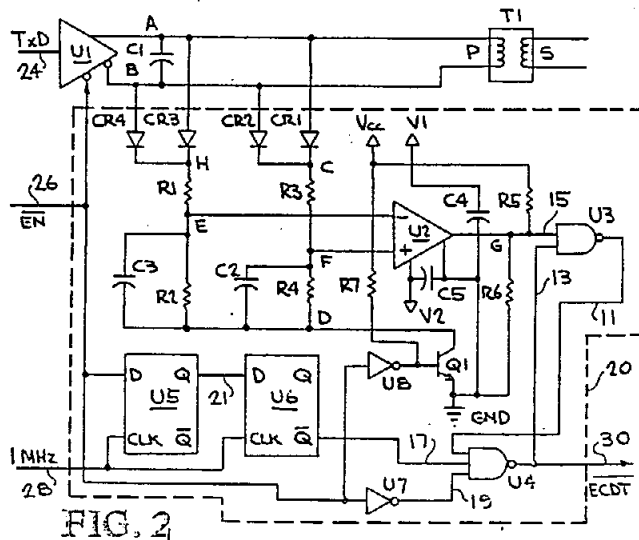 A
T1
TxD
U1
C1
P
S
24
B
CR4
CR3
CR2
CR1
Vcc
V1
H
C
26
EN
R1
R3
C4
R5
15
U3
E
U2
-
+
G
F
13
C3
R2
C2
R4
R7
C5
R6
V2
11
D
U8
Q1
20
D
Q
U5
CLK
Q
21
D
Q
U6
CLK
Q
GND
1 MHz
28
17
U4
30
ECDT
U7
19
FIG. 2